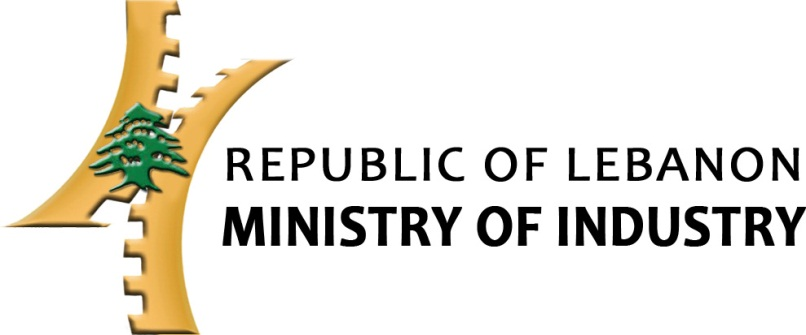 REPUBLIC OF LEBANON
MINISTRY OF INDUSTRY